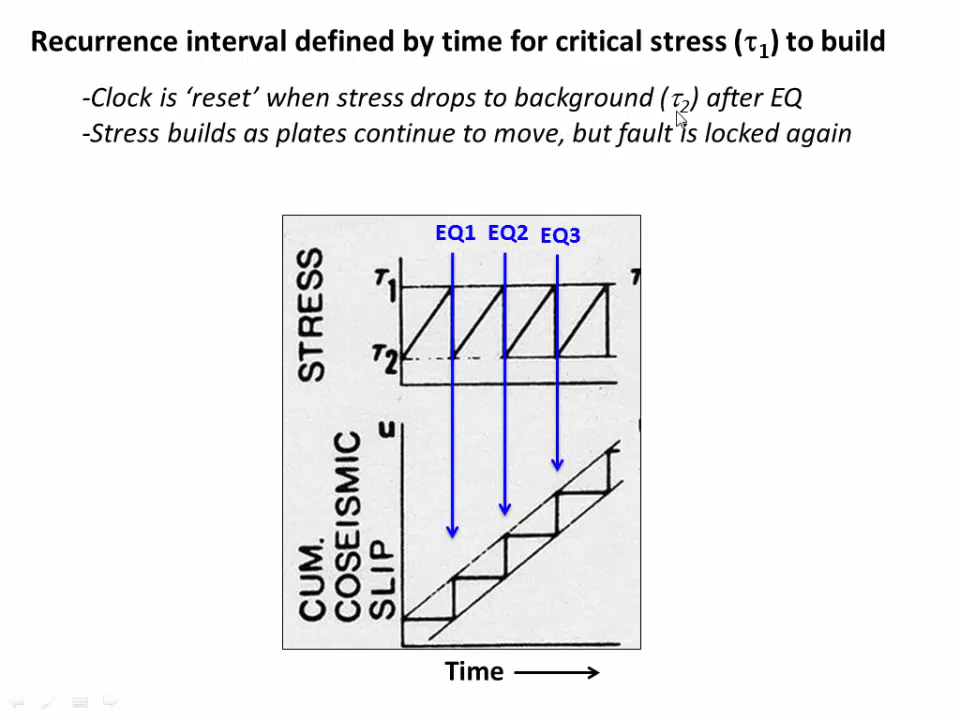 Recurrence interval defined by time for critical stress (τ1) to build
-Clock is ‘reset’ when stress drops to background (τ2) after EQ
-Stress builds as plates continue to move, but fault is locked again
EQ1 EQ2 EQ3
STRESS
τ1
τ2
u
CUM.
COSEISMIC
SLIP
Time